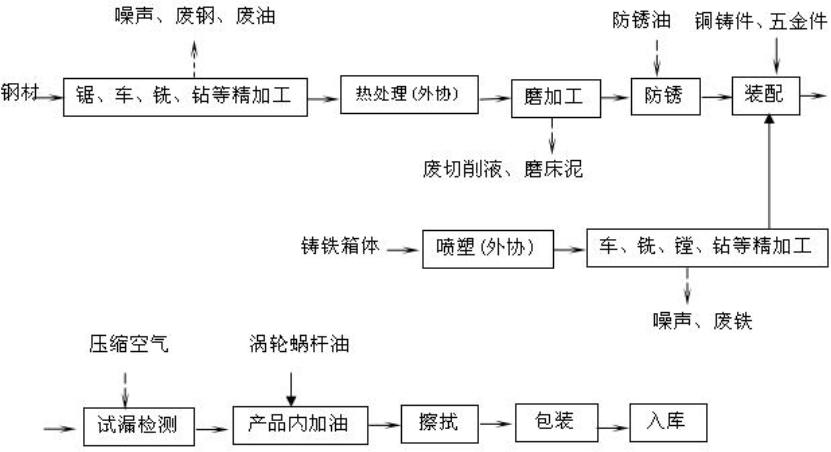 噪声、废钢、废油
防锈油
铜铸件、五金件
钢材
锯、车、铣、钻等精加工
热处理(外协)
磨加工
防锈
装配
废切削液、磨床泥
铸铁箱体
喷塑(外协)
车、铣、镗、钻等精加工
噪声、废铁
压缩空气
涡轮蜗杆油
试漏检测
产品内加油
擦拭
包装
入库